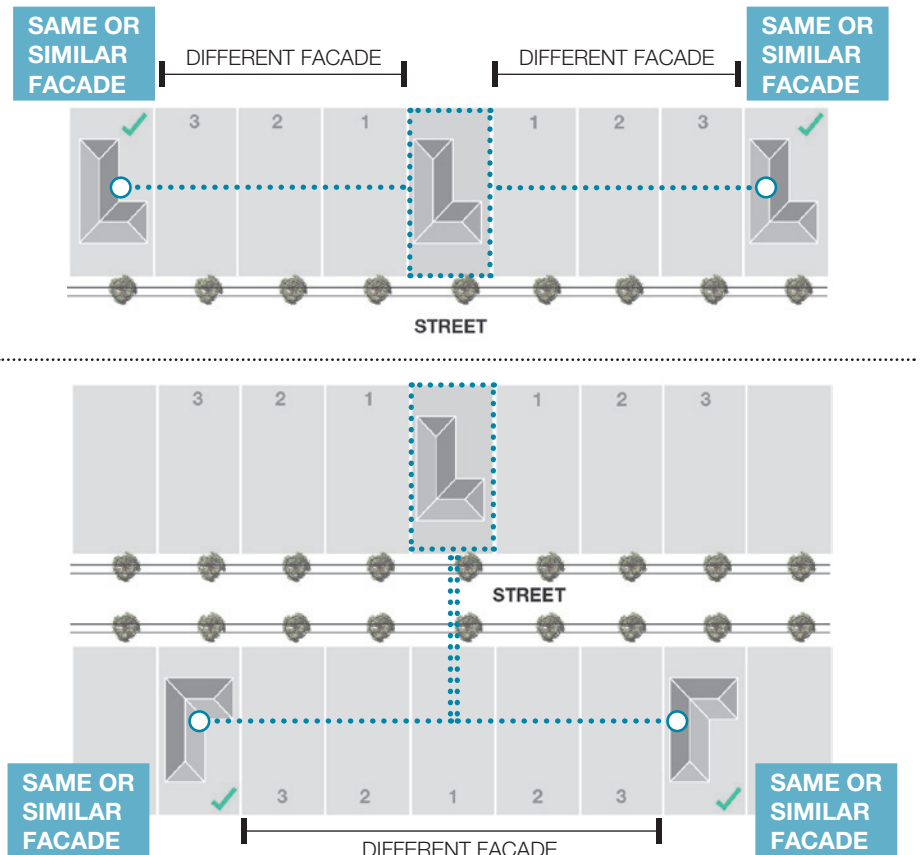 SAME OR
SIMILAR
FACADE
DIFFERENT FACADE
DIFFERENT FACADE
SAME OR
SIMILAR
FACADE
3 2 1 1 2 3
STREET
3 2 1 1 2 3
STREET
SAME OR
SIMILAR
FACADE
3 2 1 2 3
DIFFERENT FACADE
SAME OR
SIMILAR
FACADE